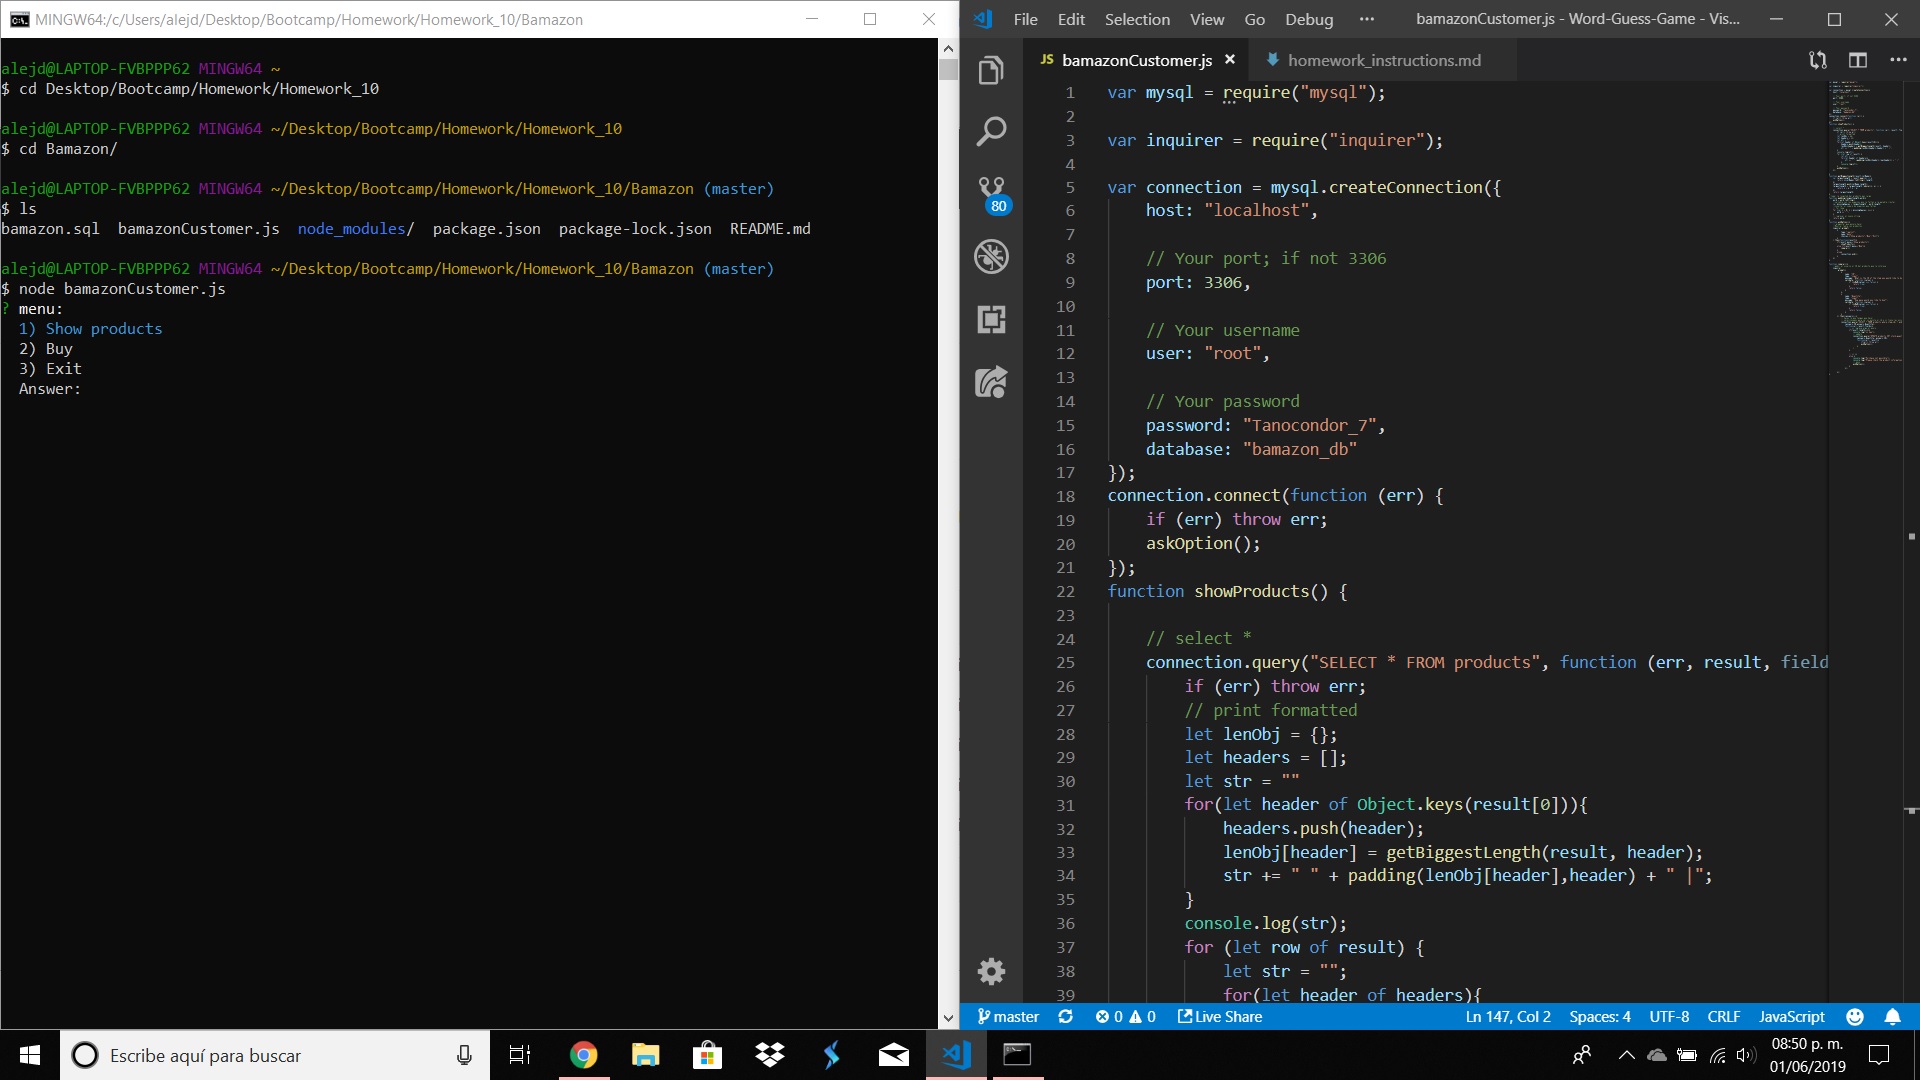 MINGW64:/c/Users/alejd/Desktop/Bootcamp/Homework/Homework_10/Bamazon
alejd@LAPTOP-FVBPPP62 MINGW64 ~
$ cd Desktop/Bootcamp/Homework/Homework_10
alejd@LAPTOP-FVBPPP62 MINGW64 ~/Desktop/Bootcamp/Homework/Homework_10
$ cd Bamazon/
alejd@LAPTOP-FVBPPP62 MINGW64 ~/Desktop/Bootcamp/Homework/Homework_10/Bamazon (master)
$ ls
bamazon.sql  bamazonCustomer.js  node_modules/  package.json  package-lock.json  README.md
alejd@LAPTOP-FVBPPP62 MINGW64 ~/Desktop/Bootcamp/Homework/Homework_10/Bamazon (master)
$ node bamazonCustomer.js
? menu:
1) Show products
2) Buy
3) Exit
Answer:
File Edit Selection View Go Debug ··· bamazonCustomer.js - Word-Guess-Game - Vis...
JS bamazonCustomer.js homework_instructions.md
80
1 var mysql = require("mysql");
2
3 var inquirer = require("inquirer");
4
5 var connection = mysql.createConnection({
6 host: "localhost",
7
8 // Your port; if not 3306
9 port: 3306,
10
11 // Your username
12 user: "root",
13
14 // Your password
15 password: "Tanocondor_7",
16 database: "bamazon_db"
17 });
18 connection.connect(function (err) {
19 if (err) throw err;
20 askOption();
21 });
22 function showProducts() {
23
24 // select *
25 connection.query("SELECT * FROM products", function (err, result, field
26 if (err) throw err;
27 // print formatted
28 let lenObj = {};
29 let headers = [];
30 let str = ""
31 for(let header of Object.keys(result[0])){
32 headers.push(header);
33 lenObj[header] = getBiggestLength(result, header);
34 str += " " + padding(lenObj[header],header) + " |";
35 }
36 console.log(str);
37 for (let row of result) {
38 let str = "";
39 for(let header of headers){
master 0 0 Live Share Ln 147, Col 2 Spaces: 4 UTF-8 CRLF JavaScript
Escribe aquí para buscar
08:50 p. m.
01/06/2019